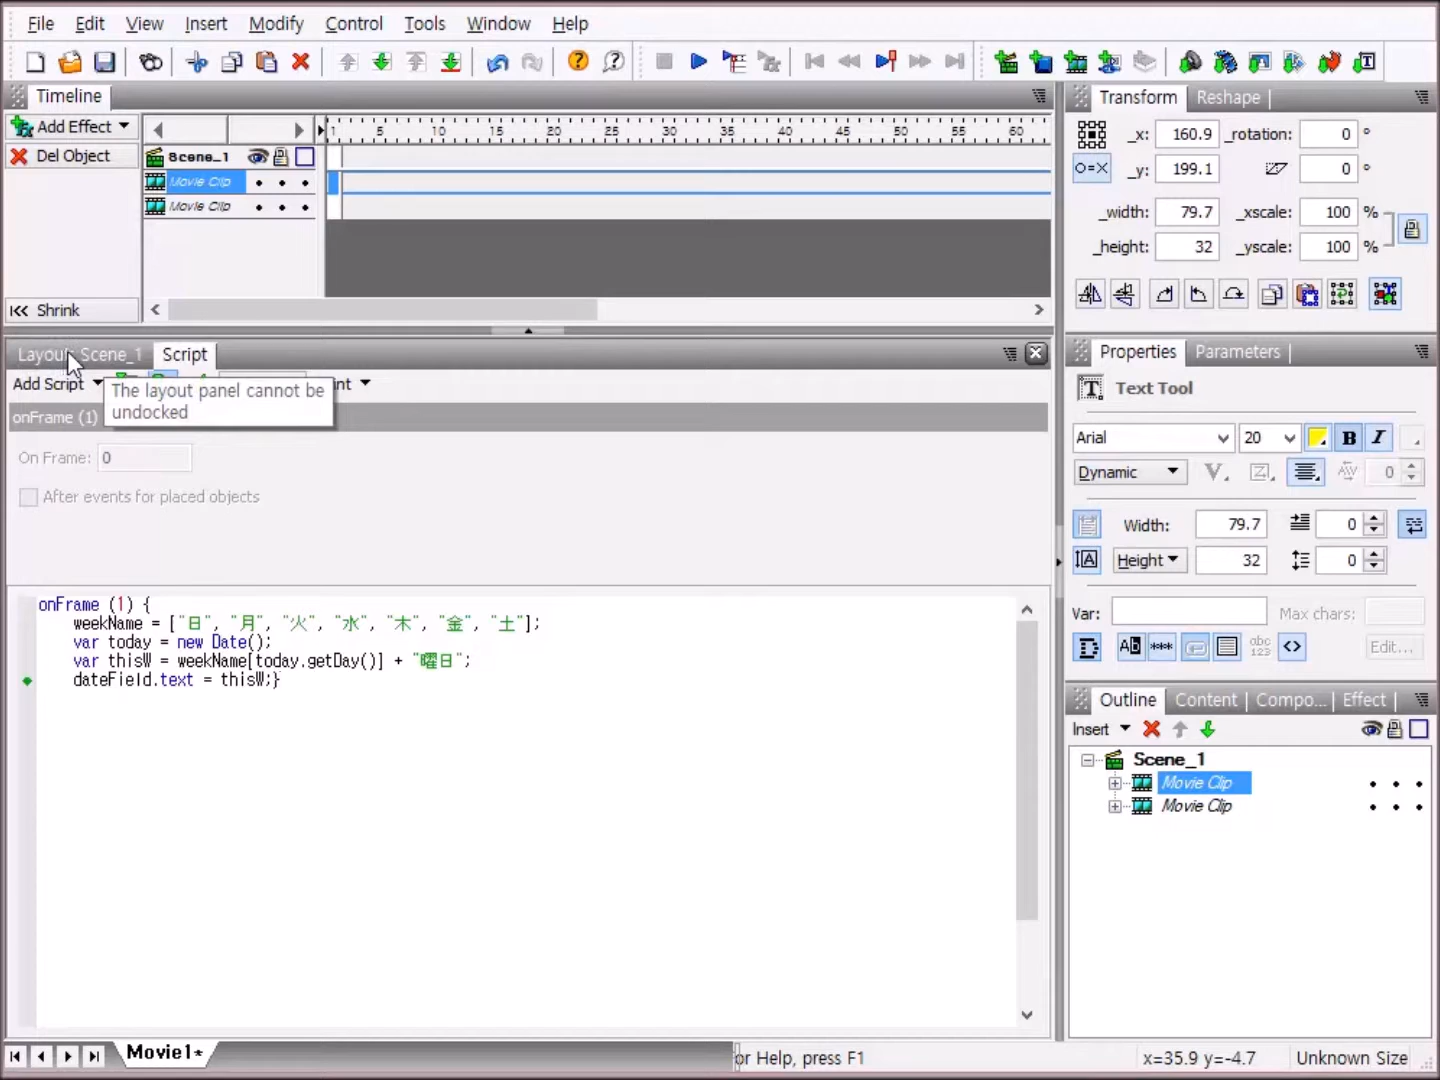 File Edit View Insert Modify Control Tools Window Help
Timeline
Add Effect
Del Object
Shrink
1 5 10 15 20 25 30 35 40 45 50 55 60
Scene_1
Movie Clip
Movie Clip
Layout: Scene_1 Script
Add Script
The layout panel cannot be
undocked
onFrame (1)
On Frame: 0
After events for placed objects
onFrame (1) {
weekName = ["日", "月", "火", "水", "木", "金", "土"];
var today = new Date();
var thisW = weekName[today.getDay()] + "曜日";
dateField.text = thisW;}
Movie1*
or Help, press F1
x=35.9 y=-4.7
Unknown Size
Transform Reshape
_x: 160.9 _rotation: 0 °
O=X _y: 199.1 0 °
_width: 79.7 _xscale: 100 %
_height: 32 _yscale: 100 %
Properties Parameters
Text Tool
Arial 20 B I
Dynamic 0
Width: 79.7 0
Height 32 0
Var: Max chars:
abc
123
Edit...
Outline Content Compo... Effect
Insert
Scene_1
Movie Clip
Movie Clip